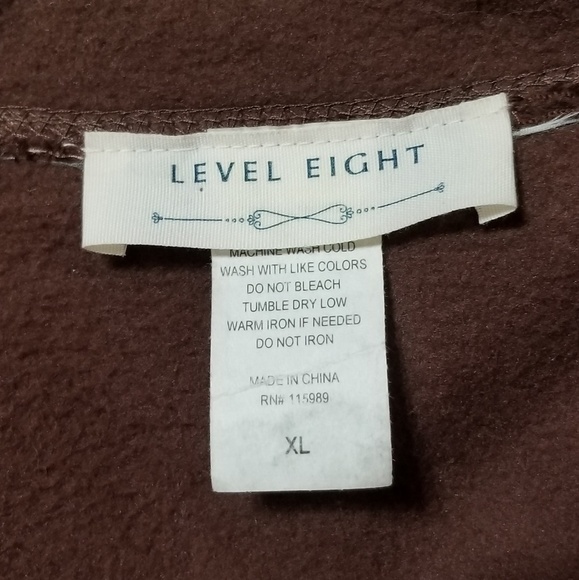 LEVEL EIGHT
MACHINE WASH COLD
WASH WITH LIKE COLORS
DO NOT BLEACH
TUMBLE DRY LOW
WARM IRON IF NEEDED
DO NOT IRON
MADE IN CHINA
RN# 115989
XL